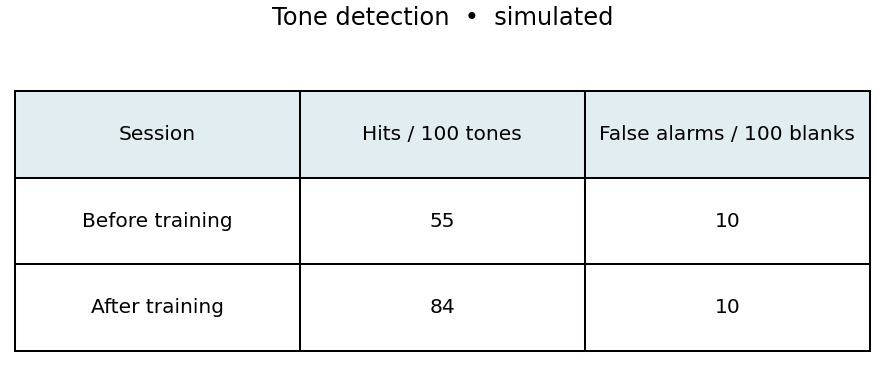 Tone detection • simulated
Session Hits / 100 tones False alarms / 100 blanks
Before training 55 10
After training 84 10